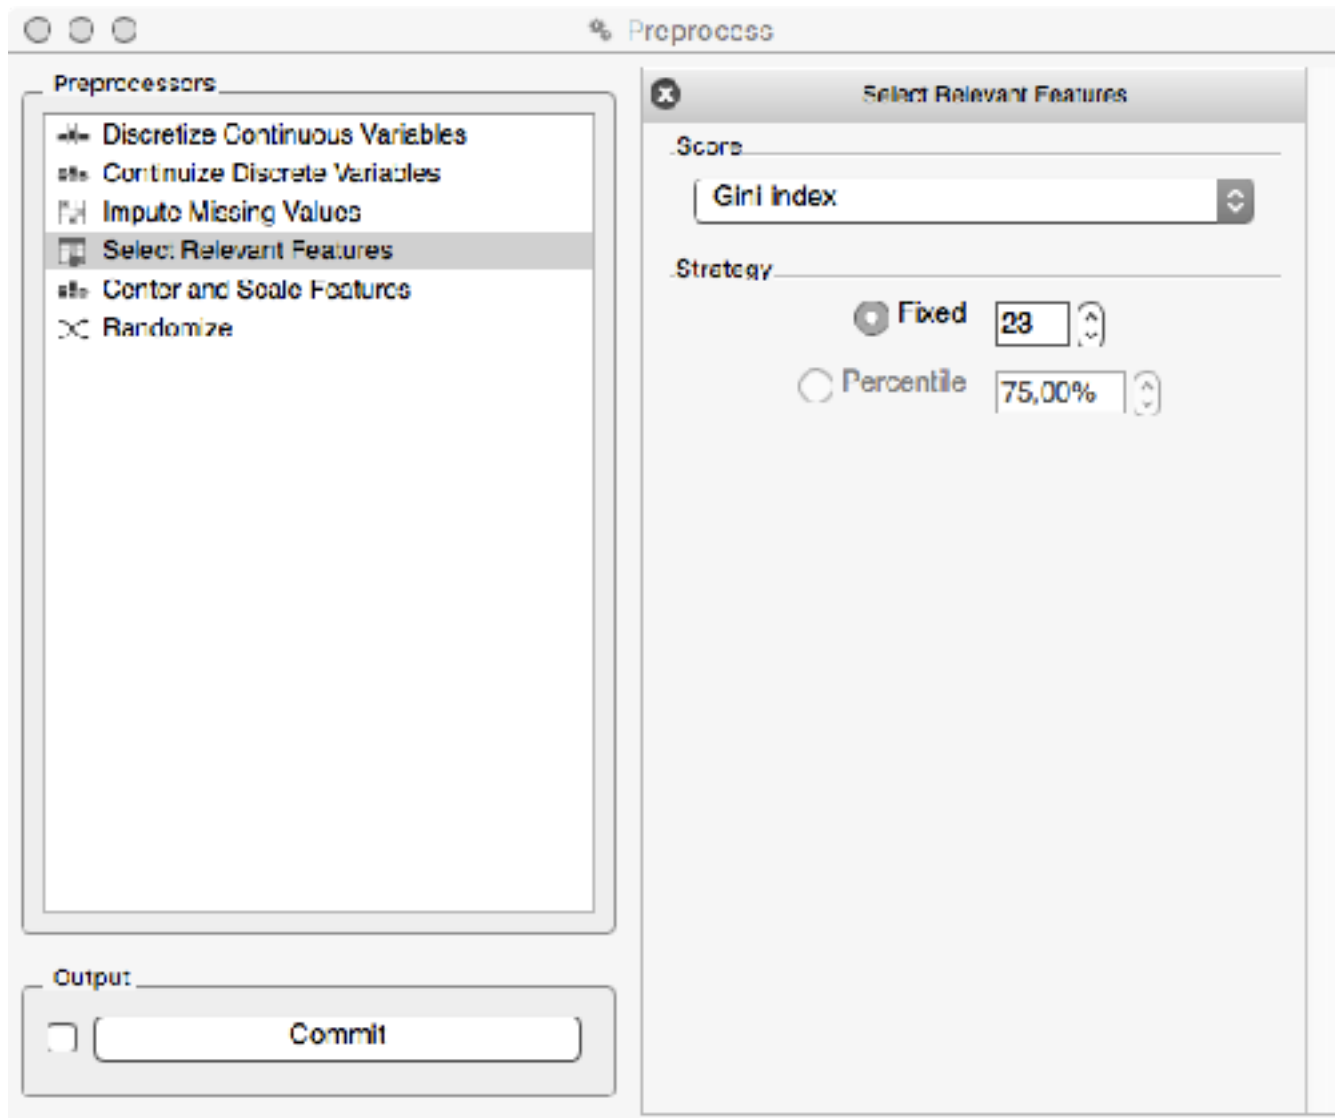 Preprocess
Preprocessors
Discretize Continuous Variables
Continuize Discrete Variables
Impute Missing Values
Select Relevant Features
Center and Scale Features
Randomize
Output
Commit
Select Relevant Features
Score
Gini index
Strategy
Fixed 23
Percentile 75,00%